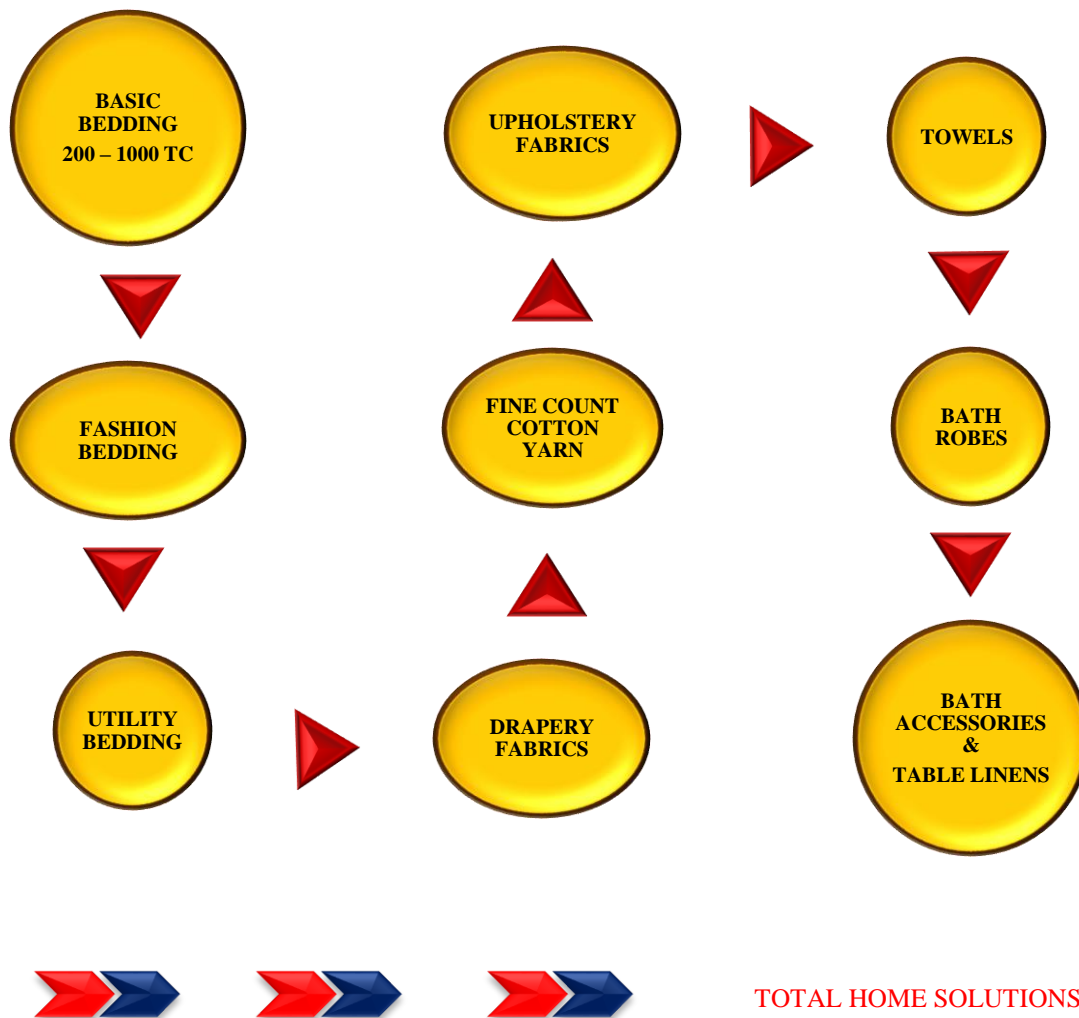 BASIC
BEDDING
200 – 1000 TC
FASHION
BEDDING
UTILITY
BEDDING
DRAPERY
FABRICS
FINE COUNT
COTTON
YARN
UPHOLSTERY
FABRICS
TOWELS
BATH
ROBES
BATH
ACCESSORIES
&
TABLE LINENS
TOTAL HOME SOLUTIONS